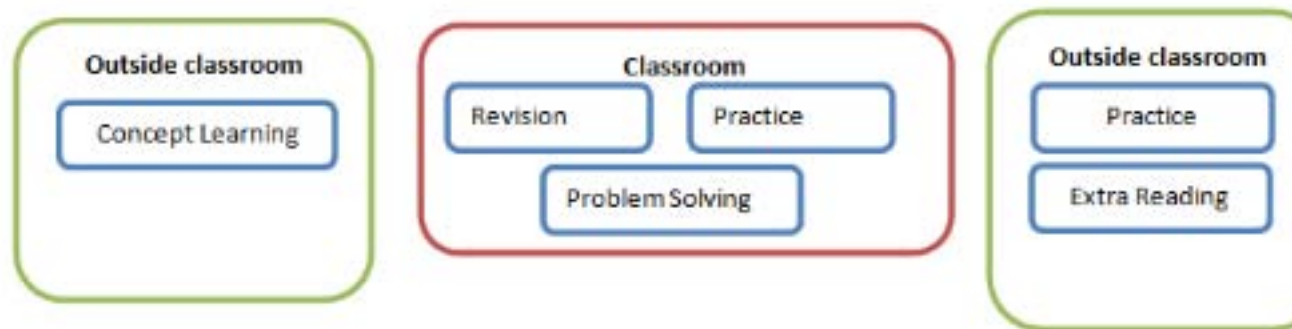 Outside classroom
Concept Learning
Classroom
Revision
Practice
Problem Solving
Outside classroom
Practice
Extra Reading